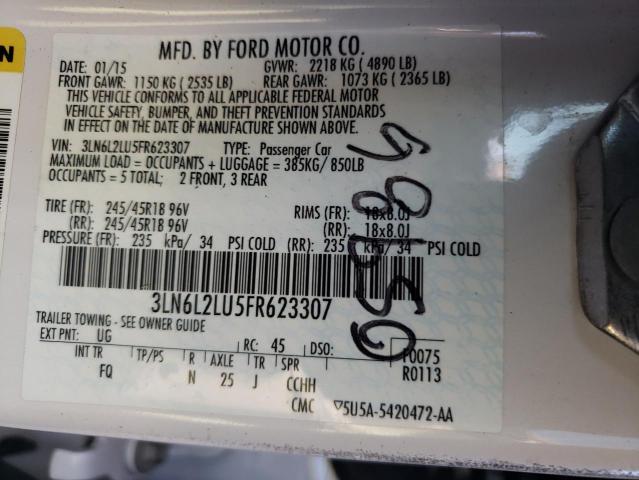 N
MFD. BY FORD MOTOR CO.
DATE: 01/15 GVWR: 2218 KG ( 4890 LB)
FRONT GAWR: 1150 KG ( 2535 LB) REAR GAWR: 1073 KG ( 2365 LB)
THIS VEHICLE CONFORMS TO ALL APPLICABLE FEDERAL MOTOR
VEHICLE SAFETY, BUMPER, AND THEFT PREVENTION STANDARDS
IN EFFECT ON THE DATE OF MANUFACTURE SHOWN ABOVE.
VIN: 3LN6L2LU5FR623307 TYPE: Passenger Car
MAXIMUM LOAD = OCCUPANTS + LUGGAGE = 385KG/ 850LB
OCCUPANTS = 5 TOTAL; 2 FRONT, 3 REAR
TIRE (FR): 245/45R18 96V RIMS (FR): 18x8.0J
(RR): 245/45R18 96V (RR): 18x8.0J
PRESSURE (FR): 235 kPa/ 34 PSI COLD (RR): 235 kPa/ 34 PSI COLD
3LN6L2LU5FR623307
TRAILER TOWING - SEE OWNER GUIDE
EXT PNT: UG RC: 45 DSO: F0075
INT TR TP/PS R AXLE TR SPR R0113
FQ N 25 J CCHH
CMC ▽5U5A-5420472-AA